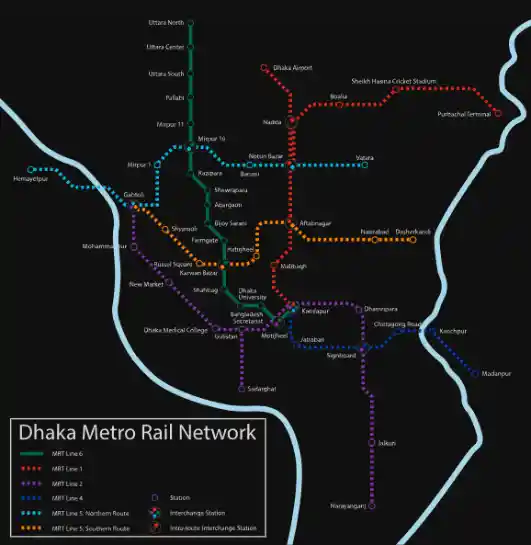 Uttara North
Uttara Center
Uttara South
Pallabi
Mirpur 11
Mirpur 10
Dhaka Airport
Sheikh Hasina Cricket Stadium
Boalia
Nadda
Purbachal Terminal
Mirpur 1
Kazipara
Notun Bazar
Banani
Vatara
Hemayetpur
Gabtoli
Shewrapara
Agargaon
Bijoy Sarani
Shyamoli
Farmgate
Hatirjheel
Aftabnagar
Nasirabad
Dasherkandi
Mohammadpur
Russel Square
Karwan Bazar
Malibagh
New Market
Shahbag
Dhaka
University
Bangladesh
Secretariat
Kamlapur
Dhamripara
Dhaka Medical College
Gulistan
Motijheel
Jatrabari
Chittagong Road
Kanchpur
Signboard
Madanpur
Sadarghat
Jalkuri
Narayanganj
Dhaka Metro Rail Network
MRT Line 6
MRT Line 1
MRT Line 2
MRT Line 4
MRT Line 5: Northern Route
MRT Line 5: Southern Route
Station
Interchange Station
Intra-route Interchange Station